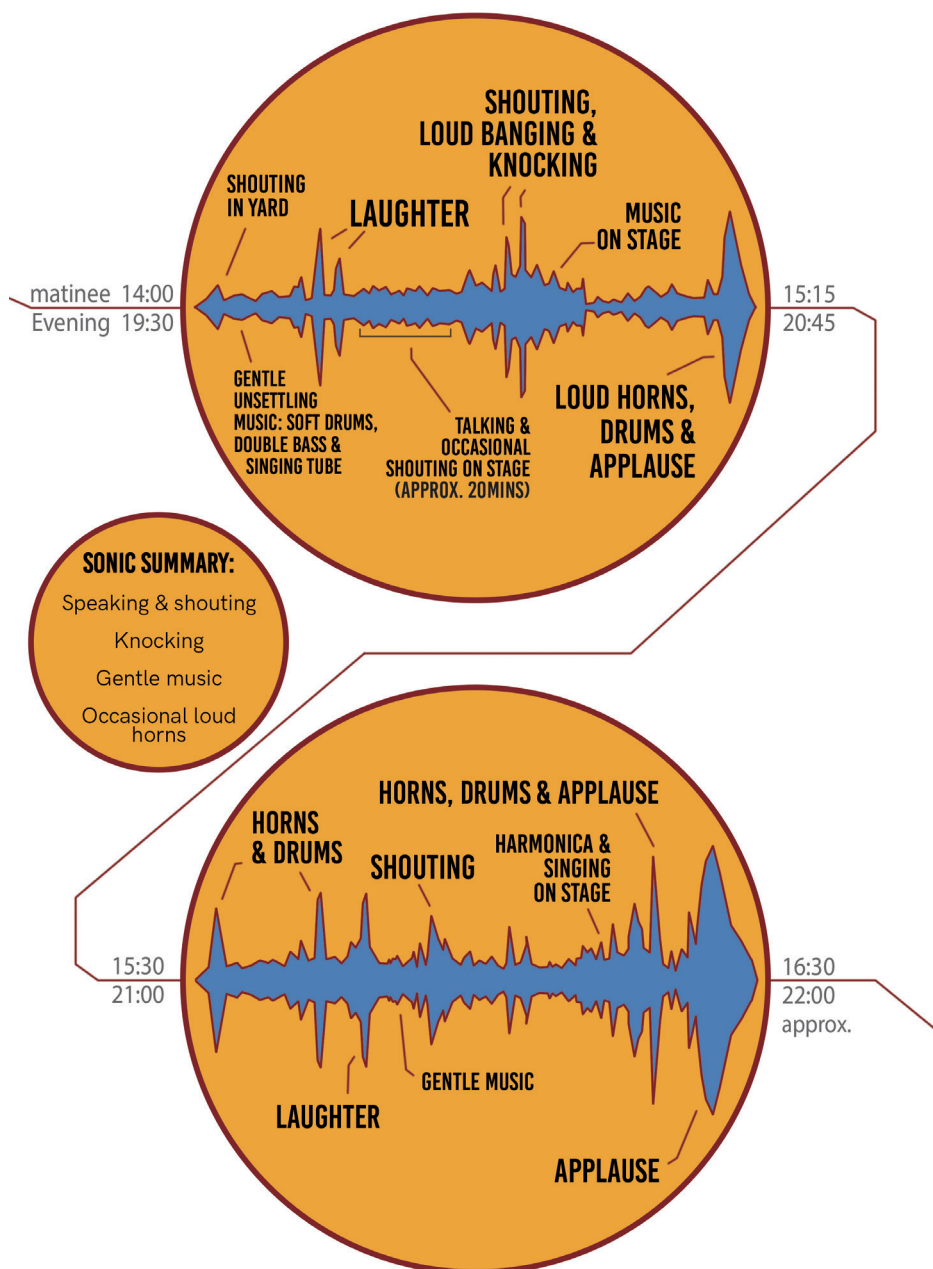 SHOUTING,
LOUD BANGING &
KNOCKING
SHOUTING
IN YARD
LAUGHTER
MUSIC
ON STAGE
matinee 14:00
Evening 19:30
15:15
20:45
GENTLE
UNSETTLING
MUSIC: SOFT DRUMS,
DOUBLE BASS &
SINGING TUBE
TALKING &
OCCASIONAL
SHOUTING ON STAGE
(APPROX. 20MINS)
LOUD HORNS,
DRUMS &
APPLAUSE
SONIC SUMMARY:
Speaking & shouting
Knocking
Gentle music
Occasional loud
horns
HORNS, DRUMS & APPLAUSE
HORNS
& DRUMS
SHOUTING
HARMONICA &
SINGING
ON STAGE
15:30
21:00
16:30
22:00
approx.
GENTLE MUSIC
LAUGHTER
APPLAUSE